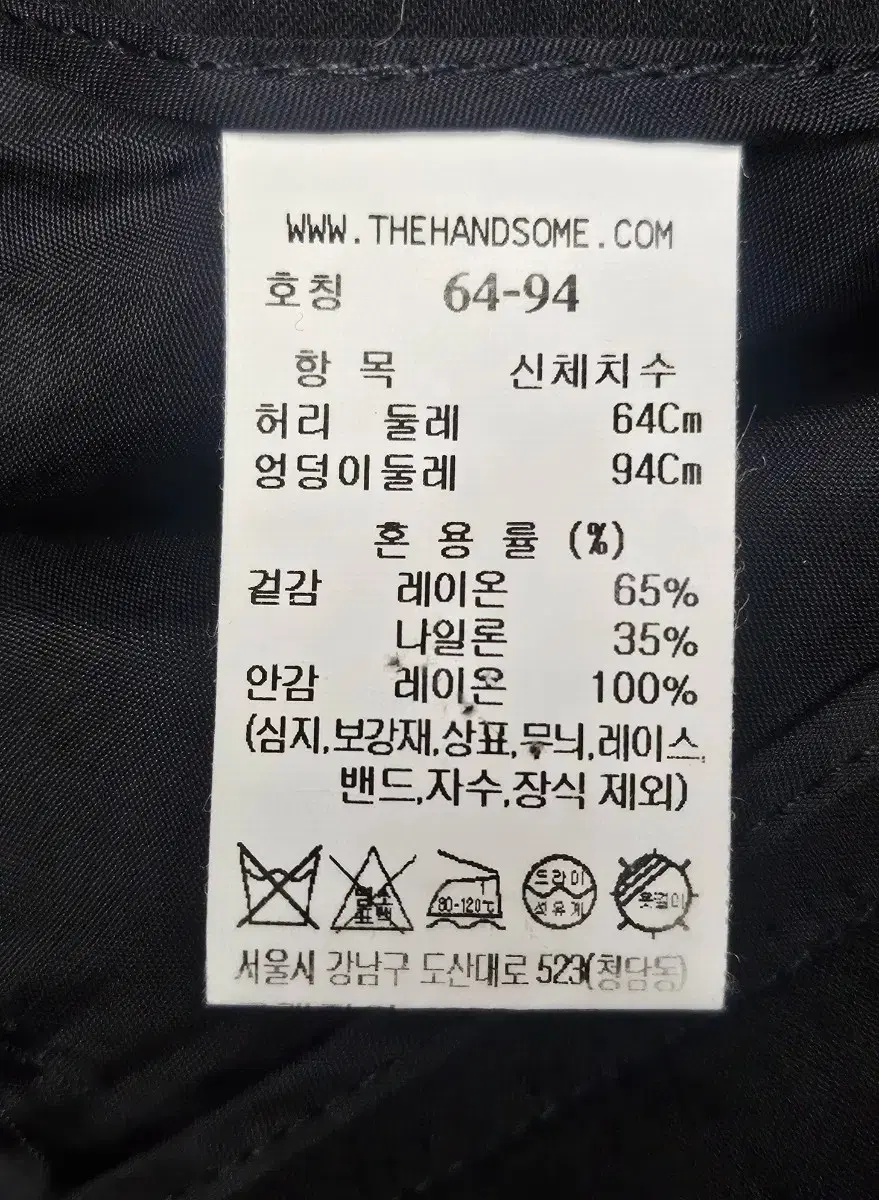 WWW.THEHANDSOME.COM
호칭 64-94
항 목 신체치수
허리 둘레 64Cm
엉덩이둘레 94Cm
혼 용 률 (%)
겉감 레이온 65%
나일론 35%
안감 레이온 100%
(심지,보강재,상표,무늬,레이스,
밴드,자수,장식 제외)
염소 표백 80-120℃ 드라이 석유계 옷걸이
서울시 강남구 도산대로 523(청담동)